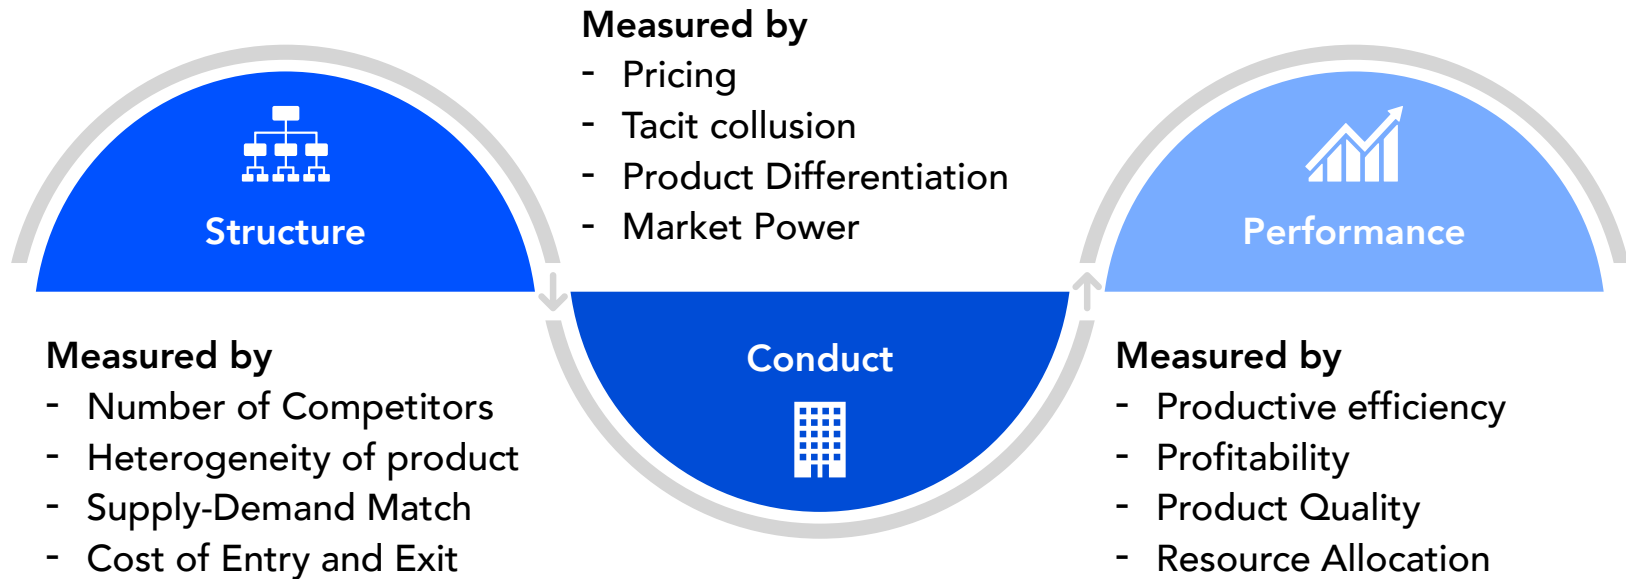 Structure
Measured by
- Number of Competitors
- Heterogeneity of product
- Supply-Demand Match
- Cost of Entry and Exit
Measured by
- Pricing
- Tacit collusion
- Product Differentiation
- Market Power
Conduct
Performance
Measured by
- Productive efficiency
- Profitability
- Product Quality
- Resource Allocation